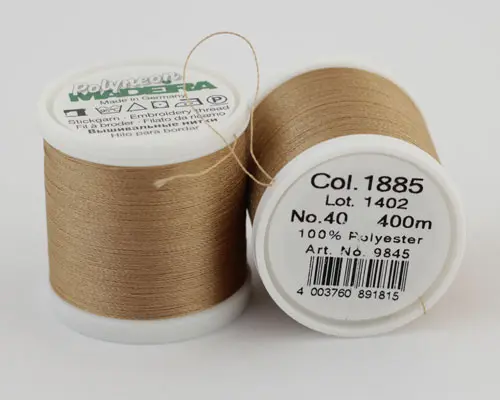 Polyneon
MADEIRA
Made in Germany
Stickgarn - Embroidery thread
Fil à broder - Filato da ricamo
Вышивальные нитки
Hilo para bordar
Col. 1885
Lot. 1402
No. 40 400m
100% Polyester
Art. No. 9845
4 003760 891815